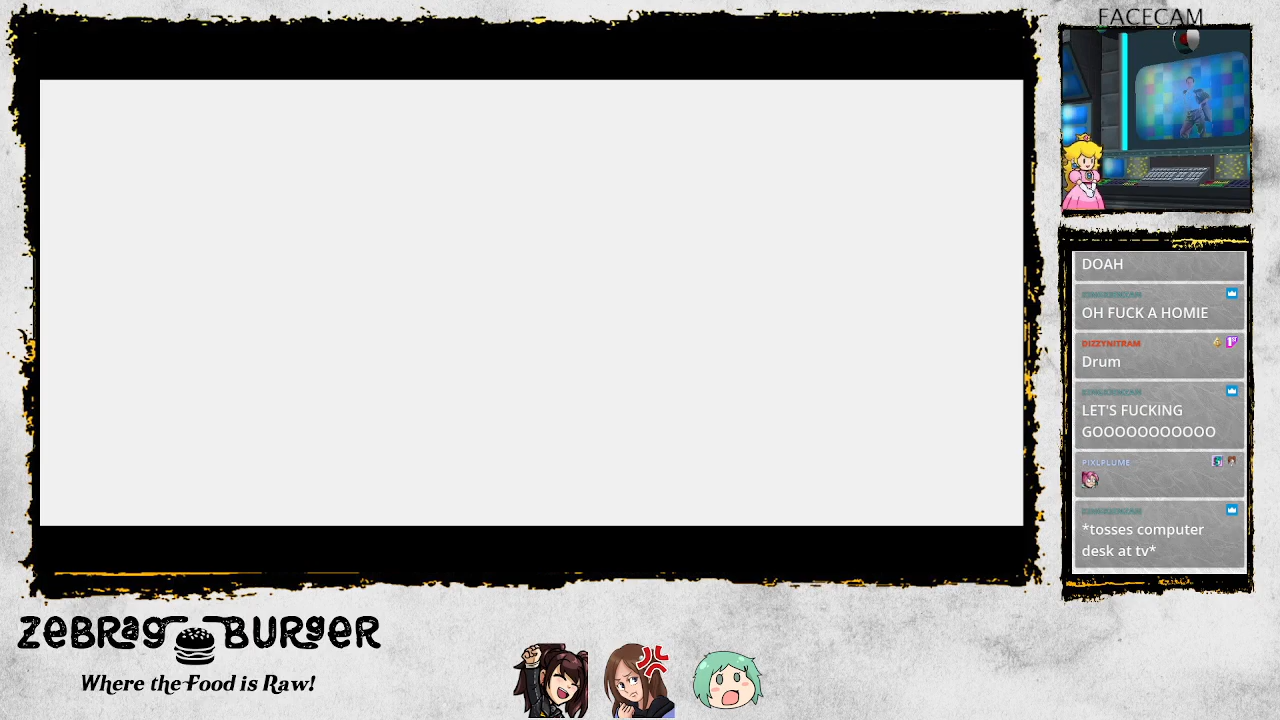 FACECAM
DOAH
OH FUCK A HOMIE
DIZZYNITRAM
Drum
LET'S FUCKING
GOOOOOOOOOOO
PIXLPLUME
*tosses computer
desk at tv*
ZeBRag BURgeR
Where the Food is Raw!